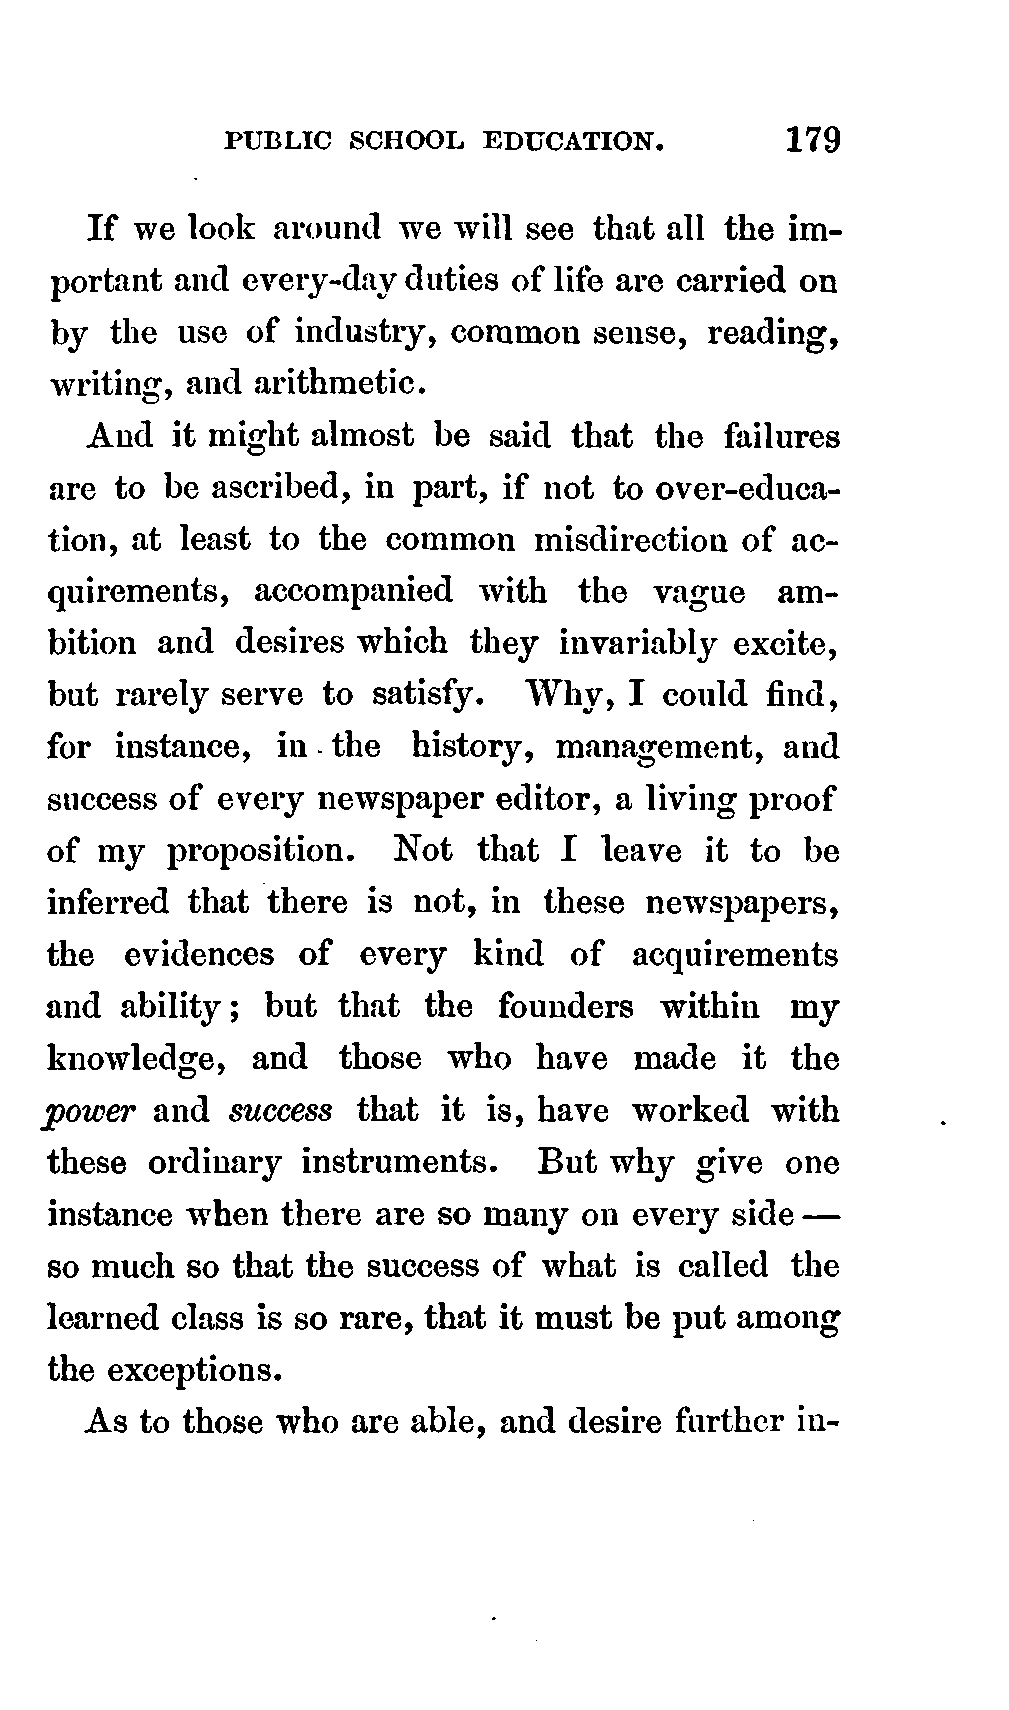 PUBLIC SCHOOL EDUCATION. 179
If we look around we will see that all the im-
portant and every-day duties of life are carried on
by the use of industry, common sense, reading,
writing, and arithmetic.
And it might almost be said that the failures
are to be ascribed, in part, if not to over-educa-
tion, at least to the common misdirection of ac-
quirements, accompanied with the vague am-
bition and desires which they invariably excite,
but rarely serve to satisfy. Why, I could find,
for instance, in the history, management, and
success of every newspaper editor, a living proof
of my proposition. Not that I leave it to be
inferred that there is not, in these newspapers,
the evidences of every kind of acquirements
and ability; but that the founders within my
knowledge, and those who have made it the
power and success that it is, have worked with
these ordinary instruments. But why give one
instance when there are so many on every side —
so much so that the success of what is called the
learned class is so rare, that it must be put among
the exceptions.
As to those who are able, and desire further in-